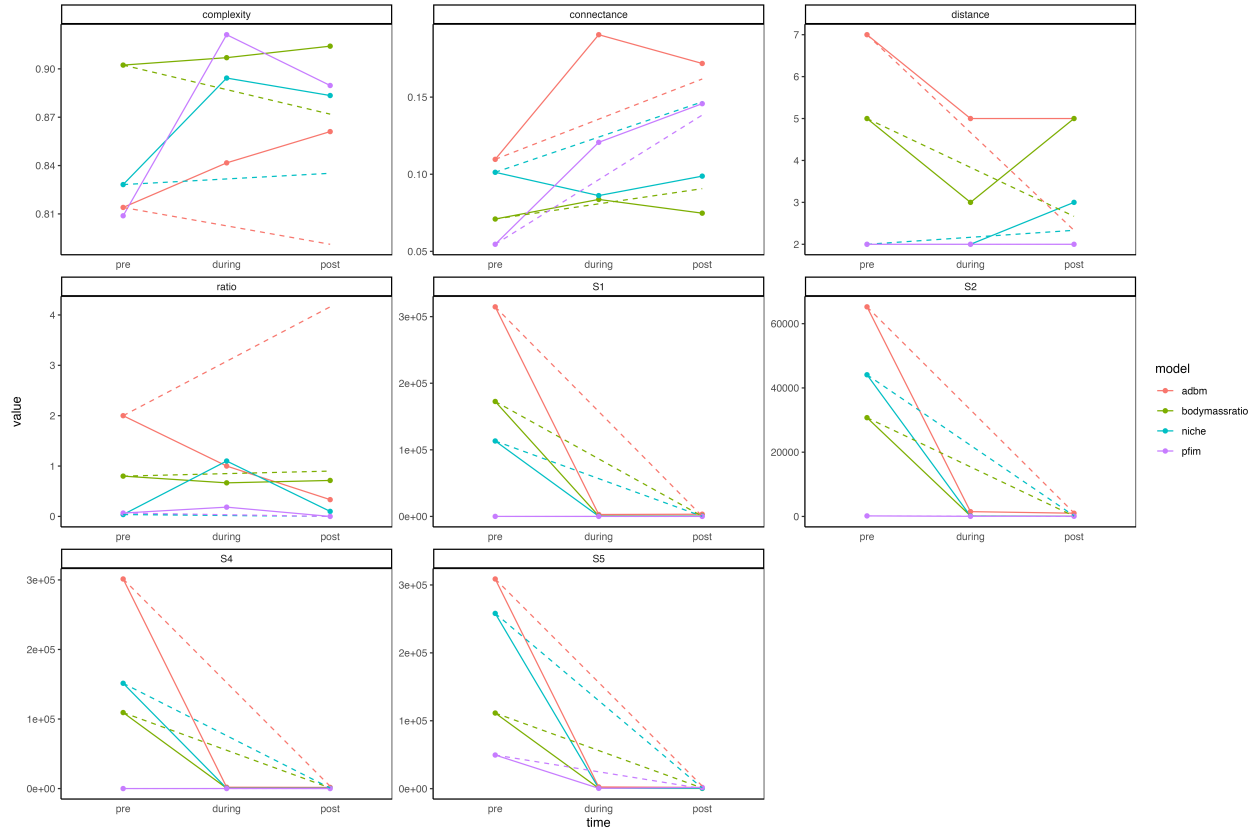 complexity
connectance
distance
0.90
0.87
0.84
0.81
0.15
0.10
0.05
7
6
5
4
3
2
pre during post
pre during post
pre during post
ratio
S1
S2
4
3
2
1
0
3e+05
2e+05
1e+05
0e+00
60000
40000
20000
0
pre during post
pre during post
pre during post
S4
S5
3e+05
2e+05
1e+05
0e+00
3e+05
2e+05
1e+05
0e+00
pre during post
pre during post
value
time
model
adbm
bodymassratio
niche
pfim